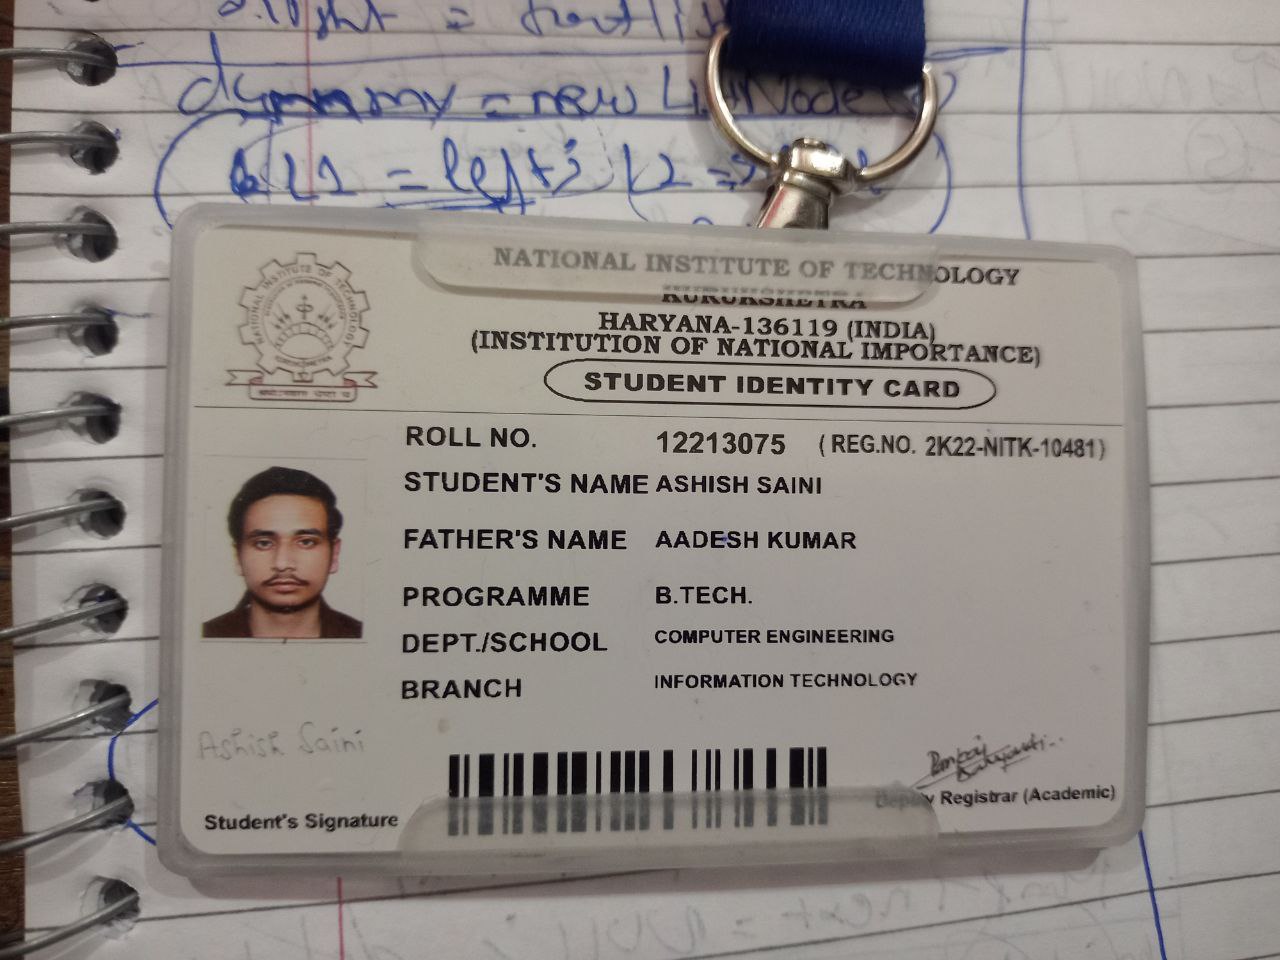 dummy = new ListNode
l1 = left; l2 =
NATIONAL INSTITUTE OF TECHNOLOGY
KURUKSHETRA
HARYANA-136119 (INDIA)
(INSTITUTION OF NATIONAL IMPORTANCE)
STUDENT IDENTITY CARD
ROLL NO. 12213075 (REG.NO. 2K22-NITK-10481)
STUDENT'S NAME ASHISH SAINI
FATHER'S NAME AADESH KUMAR
PROGRAMME B.TECH.
DEPT./SCHOOL COMPUTER ENGINEERING
BRANCH INFORMATION TECHNOLOGY
Ashish Saini
Student's Signature
Deputy Registrar (Academic)
next =